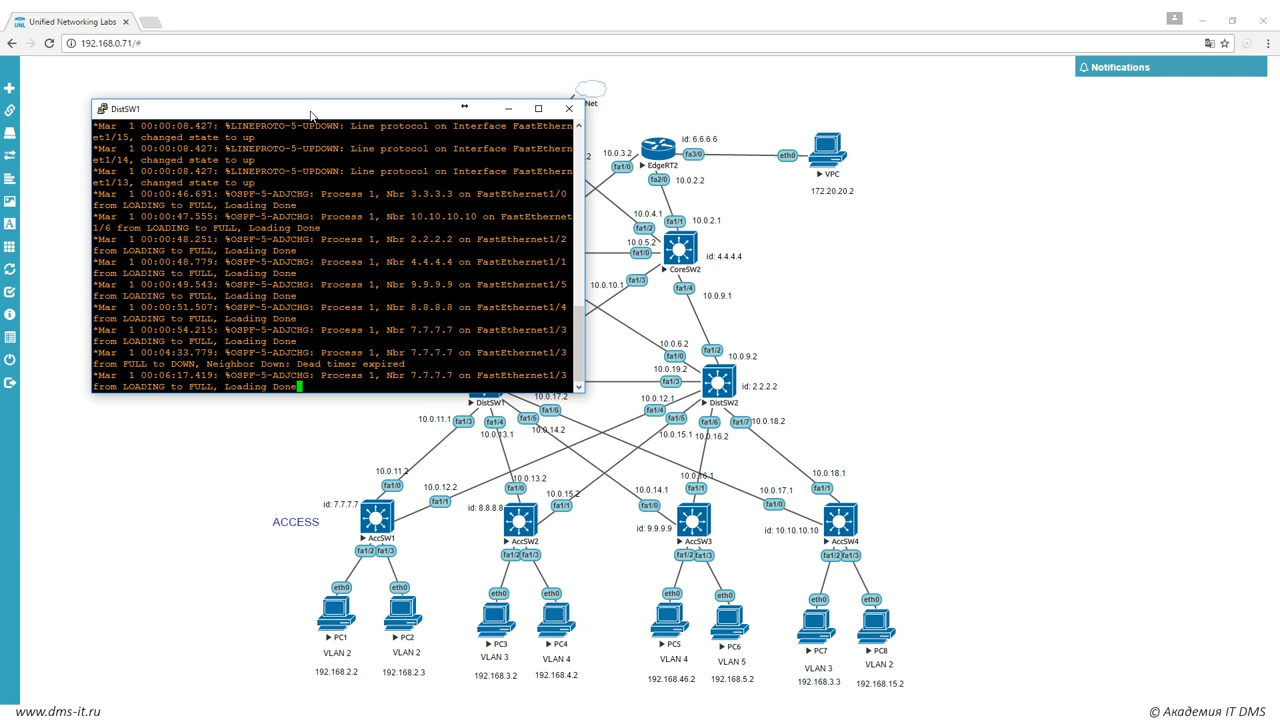 Unified Networking Labs
192.168.0.71/#
Notifications
DistSW1
*Mar  1 00:00:08.427: %LINEPROTO-5-UPDOWN: Line protocol on Interface FastEthern
et1/15, changed state to up
*Mar  1 00:00:08.427: %LINEPROTO-5-UPDOWN: Line protocol on Interface FastEthern
et1/14, changed state to up
*Mar  1 00:00:08.427: %LINEPROTO-5-UPDOWN: Line protocol on Interface FastEthern
et1/13, changed state to up
*Mar  1 00:00:46.691: %OSPF-5-ADJCHG: Process 1, Nbr 3.3.3.3 on FastEthernet1/0
from LOADING to FULL, Loading Done
*Mar  1 00:00:47.555: %OSPF-5-ADJCHG: Process 1, Nbr 10.10.10.10 on FastEthernet
1/6 from LOADING to FULL, Loading Done
*Mar  1 00:00:48.251: %OSPF-5-ADJCHG: Process 1, Nbr 2.2.2.2 on FastEthernet1/2
from LOADING to FULL, Loading Done
*Mar  1 00:00:48.779: %OSPF-5-ADJCHG: Process 1, Nbr 4.4.4.4 on FastEthernet1/1
from LOADING to FULL, Loading Done
*Mar  1 00:00:49.543: %OSPF-5-ADJCHG: Process 1, Nbr 9.9.9.9 on FastEthernet1/5
from LOADING to FULL, Loading Done
*Mar  1 00:00:51.507: %OSPF-5-ADJCHG: Process 1, Nbr 8.8.8.8 on FastEthernet1/4
from LOADING to FULL, Loading Done
*Mar  1 00:00:54.215: %OSPF-5-ADJCHG: Process 1, Nbr 7.7.7.7 on FastEthernet1/3
from LOADING to FULL, Loading Done
*Mar  1 00:04:33.779: %OSPF-5-ADJCHG: Process 1, Nbr 7.7.7.7 on FastEthernet1/3
from FULL to DOWN, Neighbor Down: Dead timer expired
*Mar  1 00:06:17.419: %OSPF-5-ADJCHG: Process 1, Nbr 7.7.7.7 on FastEthernet1/3
from LOADING to FULL, Loading Done
Net
id: 6.6.6.6
10.0.3.2 fa3/0 eth0
fa1/0 EdgeRT2 VPC
fa2/0 10.0.2.2 172.20.20.2
10.0.4.1 fa1/1 10.0.2.1
fa1/2
10.0.5.2
fa1/0 id: 4.4.4.4
CoreSW2
10.0.10.1 fa1/3
fa1/4 10.0.9.1
10.0.6.2 fa1/2
fa1/0 10.0.9.2
10.0.19.2
fa1/3 id: 2.2.2.2
DistSW1 10.0.17.2 10.0.12.1 DistSW2
fa1/6 fa1/4
10.0.11.1 fa1/3 fa1/4 fa1/5 fa1/5 fa1/6 fa1/7 10.0.18.2
10.0.13.1 10.0.14.2 10.0.15.1 10.0.16.2
10.0.11.2 10.0.13.2 10.0.18.1
fa1/0 10.0.12.2 fa1/0 10.0.15.2 10.0.14.1 fa1/1 10.0.17.1 fa1/1
id: 7.7.7.7 fa1/1 id: 8.8.8.8 fa1/1 fa1/0 fa1/0
ACCESS id: 9.9.9.9 id: 10.10.10.10
AccSW1 AccSW2 AccSW3 AccSW4
fa1/2 fa1/3 fa1/2 fa1/3 fa1/2 fa1/3 fa1/2 fa1/3
eth0 eth0 eth0 eth0 eth0 eth0 eth0 eth0
PC1 PC2 PC3 PC4 PC5 PC6 PC7 PC8
VLAN 2 VLAN 2 VLAN 3 VLAN 4 VLAN 4 VLAN 5 VLAN 3 VLAN 2
192.168.2.2 192.168.2.3 192.168.3.2 192.168.4.2 192.168.46.2 192.168.5.2 192.168.3.3 192.168.15.2
www.dms-it.ru
© Академия IT DMS